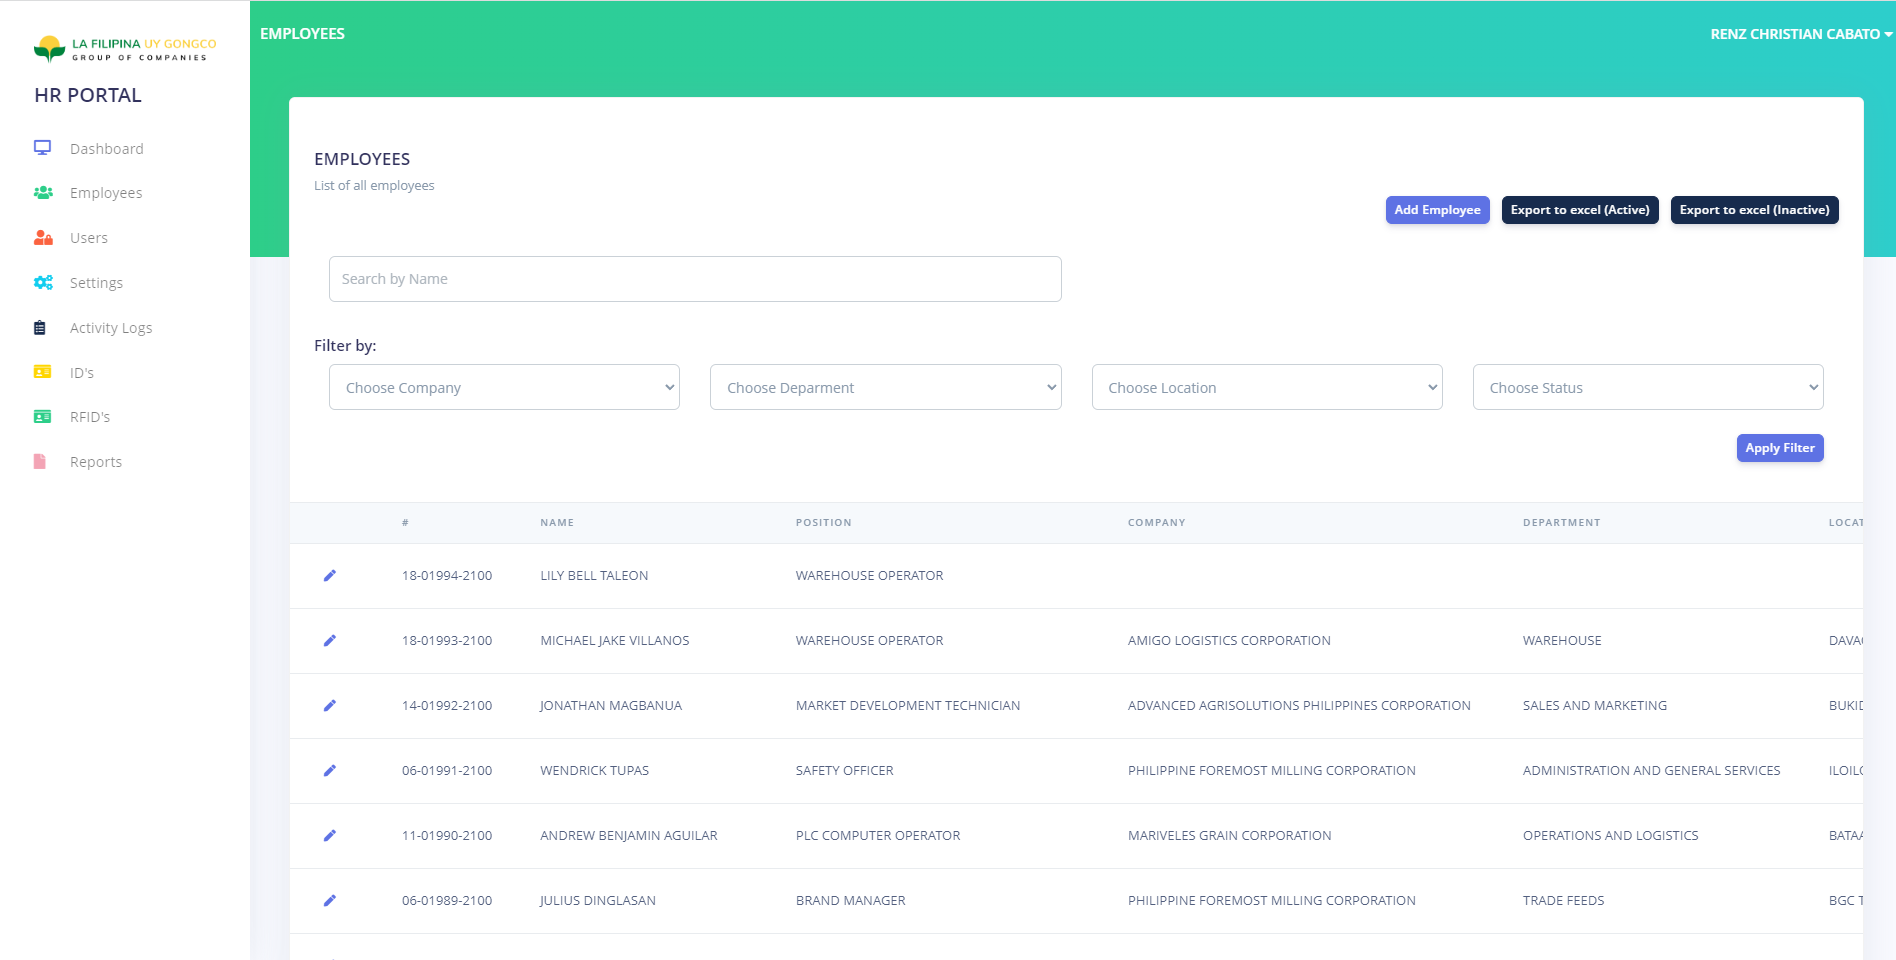 LA FILIPINA UY GONGCO
GROUP OF COMPANIES
HR PORTAL
Dashboard
Employees
Users
Settings
Activity Logs
ID's
RFID's
Reports
EMPLOYEES
RENZ CHRISTIAN CABATO
EMPLOYEES
List of all employees
Add Employee Export to excel (Active) Export to excel (Inactive)
Search by Name
Filter by:
Choose Company Choose Deparment Choose Location Choose Status
Apply Filter
# NAME POSITION COMPANY DEPARTMENT LOCAT
18-01994-2100 LILY BELL TALEON WAREHOUSE OPERATOR
18-01993-2100 MICHAEL JAKE VILLANOS WAREHOUSE OPERATOR AMIGO LOGISTICS CORPORATION WAREHOUSE DAVAO
14-01992-2100 JONATHAN MAGBANUA MARKET DEVELOPMENT TECHNICIAN ADVANCED AGRISOLUTIONS PHILIPPINES CORPORATION SALES AND MARKETING BUKID
06-01991-2100 WENDRICK TUPAS SAFETY OFFICER PHILIPPINE FOREMOST MILLING CORPORATION ADMINISTRATION AND GENERAL SERVICES ILOILO
11-01990-2100 ANDREW BENJAMIN AGUILAR PLC COMPUTER OPERATOR MARIVELES GRAIN CORPORATION OPERATIONS AND LOGISTICS BATAA
06-01989-2100 JULIUS DINGLASAN BRAND MANAGER PHILIPPINE FOREMOST MILLING CORPORATION TRADE FEEDS BGC T